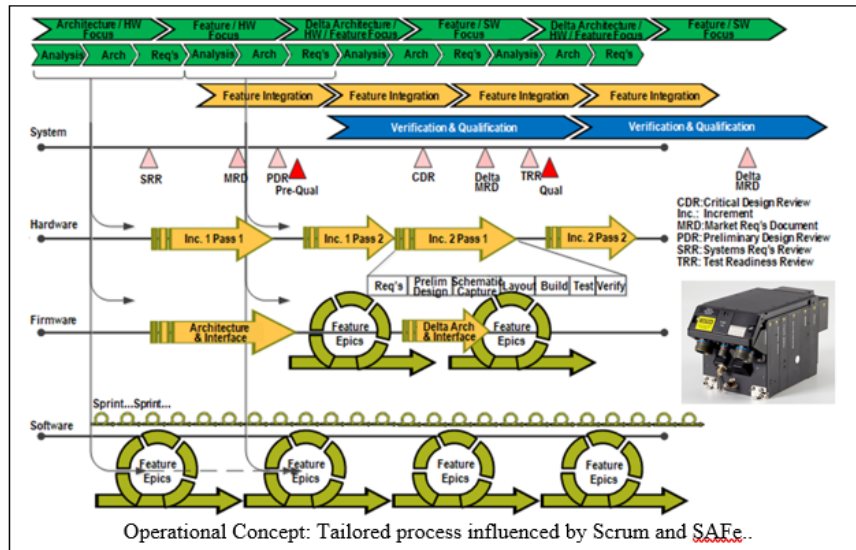 Architecture / HW
Focus
Feature / HW
Focus
Delta Architecture /
HW / Feature Focus
Feature / SW
Focus
Delta Architecture /
HW / Feature Focus
Feature / SW
Focus
Analysis
Arch
Req's
Analysis
Arch
Req's
Analysis
Arch
Req's
Analysis
Arch
Req's
Feature Integration
Feature Integration
Feature Integration
Feature Integration
Verification & Qualification
Verification & Qualification
System
SRR
MRD
PDR
Pre-Qual
CDR
Delta
MRD
TRR
Qual
Delta
MRD
CDR: Critical Design Review
Inc.: Increment
MRD: Market Req's Document
PDR: Preliminary Design Review
SRR: Systems Req's Review
TRR: Test Readiness Review
Hardware
Inc. 1 Pass 1
Inc. 1 Pass 2
Inc. 2 Pass 1
Inc. 2 Pass 2
Req's
Prelim
Design
Schematic
Capture
Layout
Build
Test
Verify
Firmware
Architecture
& Interface
Feature
Epics
Delta Arch
& Interface
Feature
Epics
Sprint...Sprint...
Software
Feature
Epics
Feature
Epics
Feature
Epics
Feature
Epics
Operational Concept: Tailored process influenced by Scrum and SAFe..